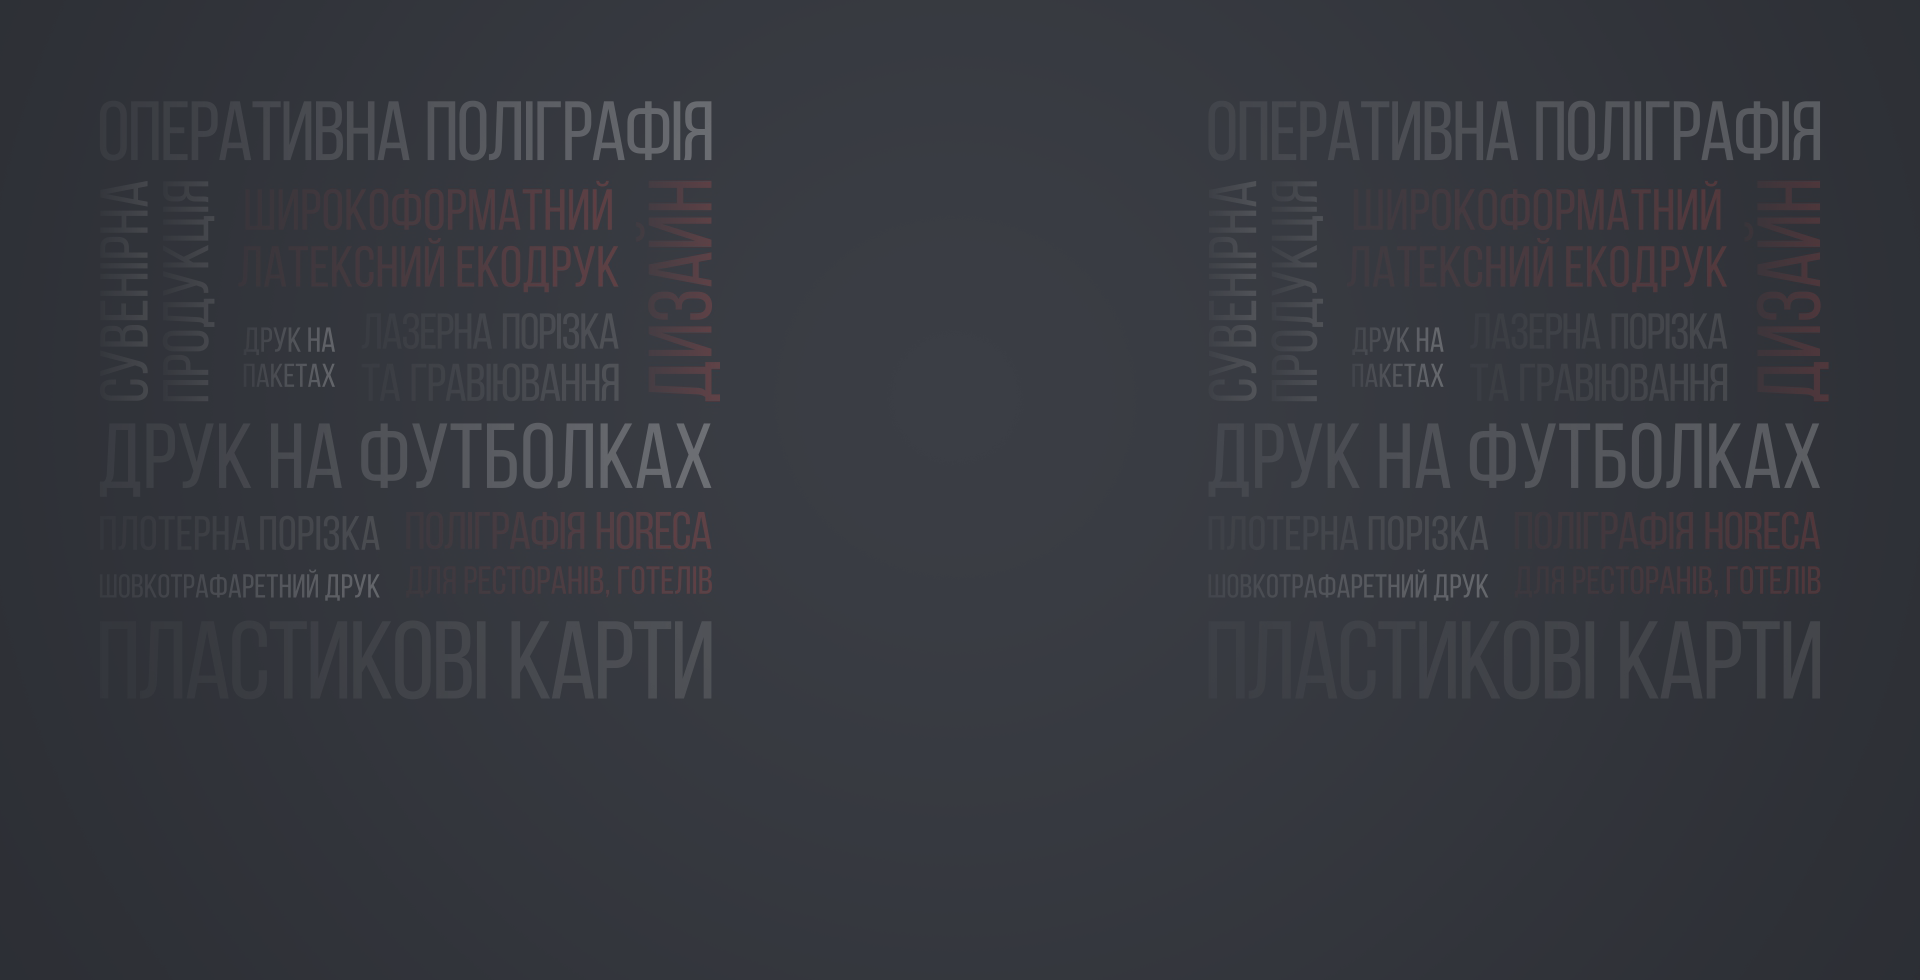 ОПЕРАТИВНА ПОЛІГРАФІЯ
СУВЕНІРНА
ПРОДУКЦІЯ
ШИРОКОФОРМАТНИЙ
ЛАТЕКСНИЙ ЕКОДРУК
ДРУК НА
ПАКЕТАХ
ЛАЗЕРНА ПОРІЗКА
ТА ГРАВІЮВАННЯ
ДИЗАЙН
ДРУК НА ФУТБОЛКАХ
ПЛОТЕРНА ПОРІЗКА
ШОВКОТРАФАРЕТНИЙ ДРУК
ПОЛІГРАФІЯ HORECA
ДЛЯ РЕСТОРАНІВ, ГОТЕЛІВ
ПЛАСТИКОВІ КАРТИ
ОПЕРАТИВНА ПОЛІГРАФІЯ
СУВЕНІРНА
ПРОДУКЦІЯ
ШИРОКОФОРМАТНИЙ
ЛАТЕКСНИЙ ЕКОДРУК
ДРУК НА
ПАКЕТАХ
ЛАЗЕРНА ПОРІЗКА
ТА ГРАВІЮВАННЯ
ДИЗАЙН
ДРУК НА ФУТБОЛКАХ
ПЛОТЕРНА ПОРІЗКА
ШОВКОТРАФАРЕТНИЙ ДРУК
ПОЛІГРАФІЯ HORECA
ДЛЯ РЕСТОРАНІВ, ГОТЕЛІВ
ПЛАСТИКОВІ КАРТИ